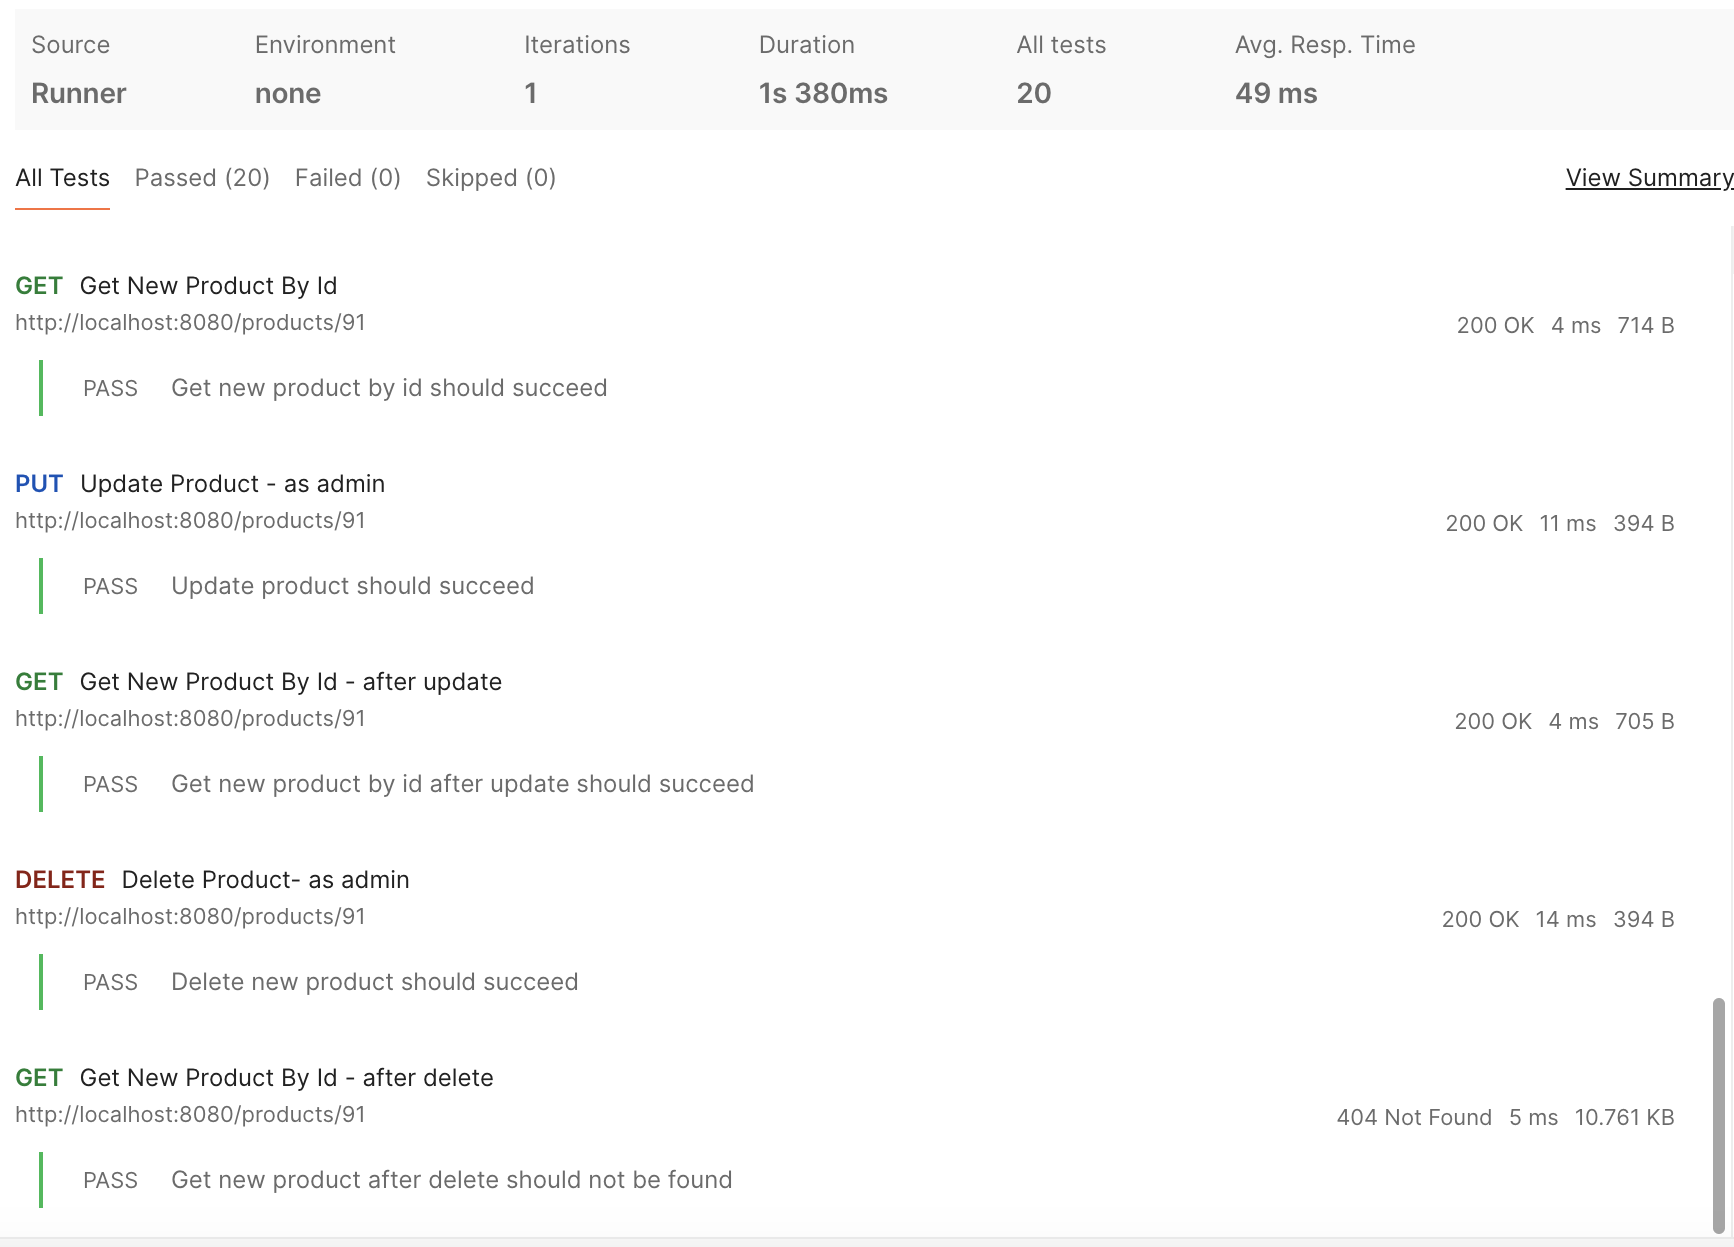 Source Environment Iterations Duration All tests Avg. Resp. Time
Runner none 1 1s 380ms 20 49 ms
All Tests Passed (20) Failed (0) Skipped (0) View Summary
GET Get New Product By Id
http://localhost:8080/products/91
200 OK 4 ms 714 B
PASS Get new product by id should succeed
PUT Update Product - as admin
http://localhost:8080/products/91
200 OK 11 ms 394 B
PASS Update product should succeed
GET Get New Product By Id - after update
http://localhost:8080/products/91
200 OK 4 ms 705 B
PASS Get new product by id after update should succeed
DELETE Delete Product- as admin
http://localhost:8080/products/91
200 OK 14 ms 394 B
PASS Delete new product should succeed
GET Get New Product By Id - after delete
http://localhost:8080/products/91
404 Not Found 5 ms 10.761 KB
PASS Get new product after delete should not be found